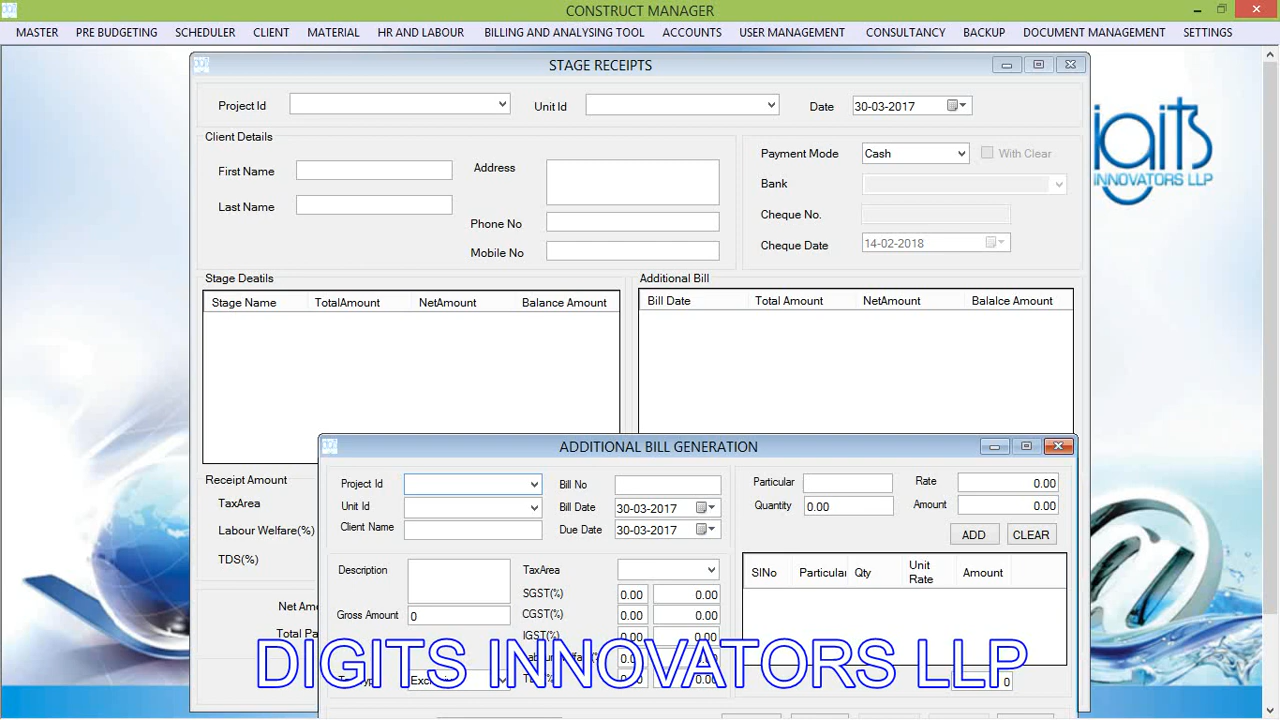 CONSTRUCT MANAGER
MASTER PRE BUDGETING SCHEDULER CLIENT MATERIAL HR AND LABOUR BILLING AND ANALYSING TOOL ACCOUNTS USER MANAGEMENT CONSULTANCY BACKUP DOCUMENT MANAGEMENT SETTINGS
STAGE RECEIPTS
Project Id Unit Id Date 30-03-2017
Client Details
First Name
Last Name
Address
Phone No
Mobile No
Payment Mode Cash With Clear
Bank
Cheque No.
Cheque Date 14-02-2018
INNOVATORS LLP
Stage Deatils
Stage Name TotalAmount NetAmount Balance Amount
Additional Bill
Bill Date Total Amount NetAmount Balalce Amount
Receipt Amount
TaxArea
Labour Welfare(%)
TDS(%)
ADDITIONAL BILL GENERATION
Project Id
Unit Id
Client Name
Bill No
Bill Date 30-03-2017
Due Date 30-03-2017
Particular Rate 0.00
Quantity 0.00 Amount 0.00
ADD CLEAR
Description
Gross Amount 0
TaxArea
SGST(%) 0.00 0.00
CGST(%) 0.00 0.00
IGST(%) 0.00 0.00
SlNo Particular Qty Unit Rate Amount
0
DIGITS INNOVATORS LLP